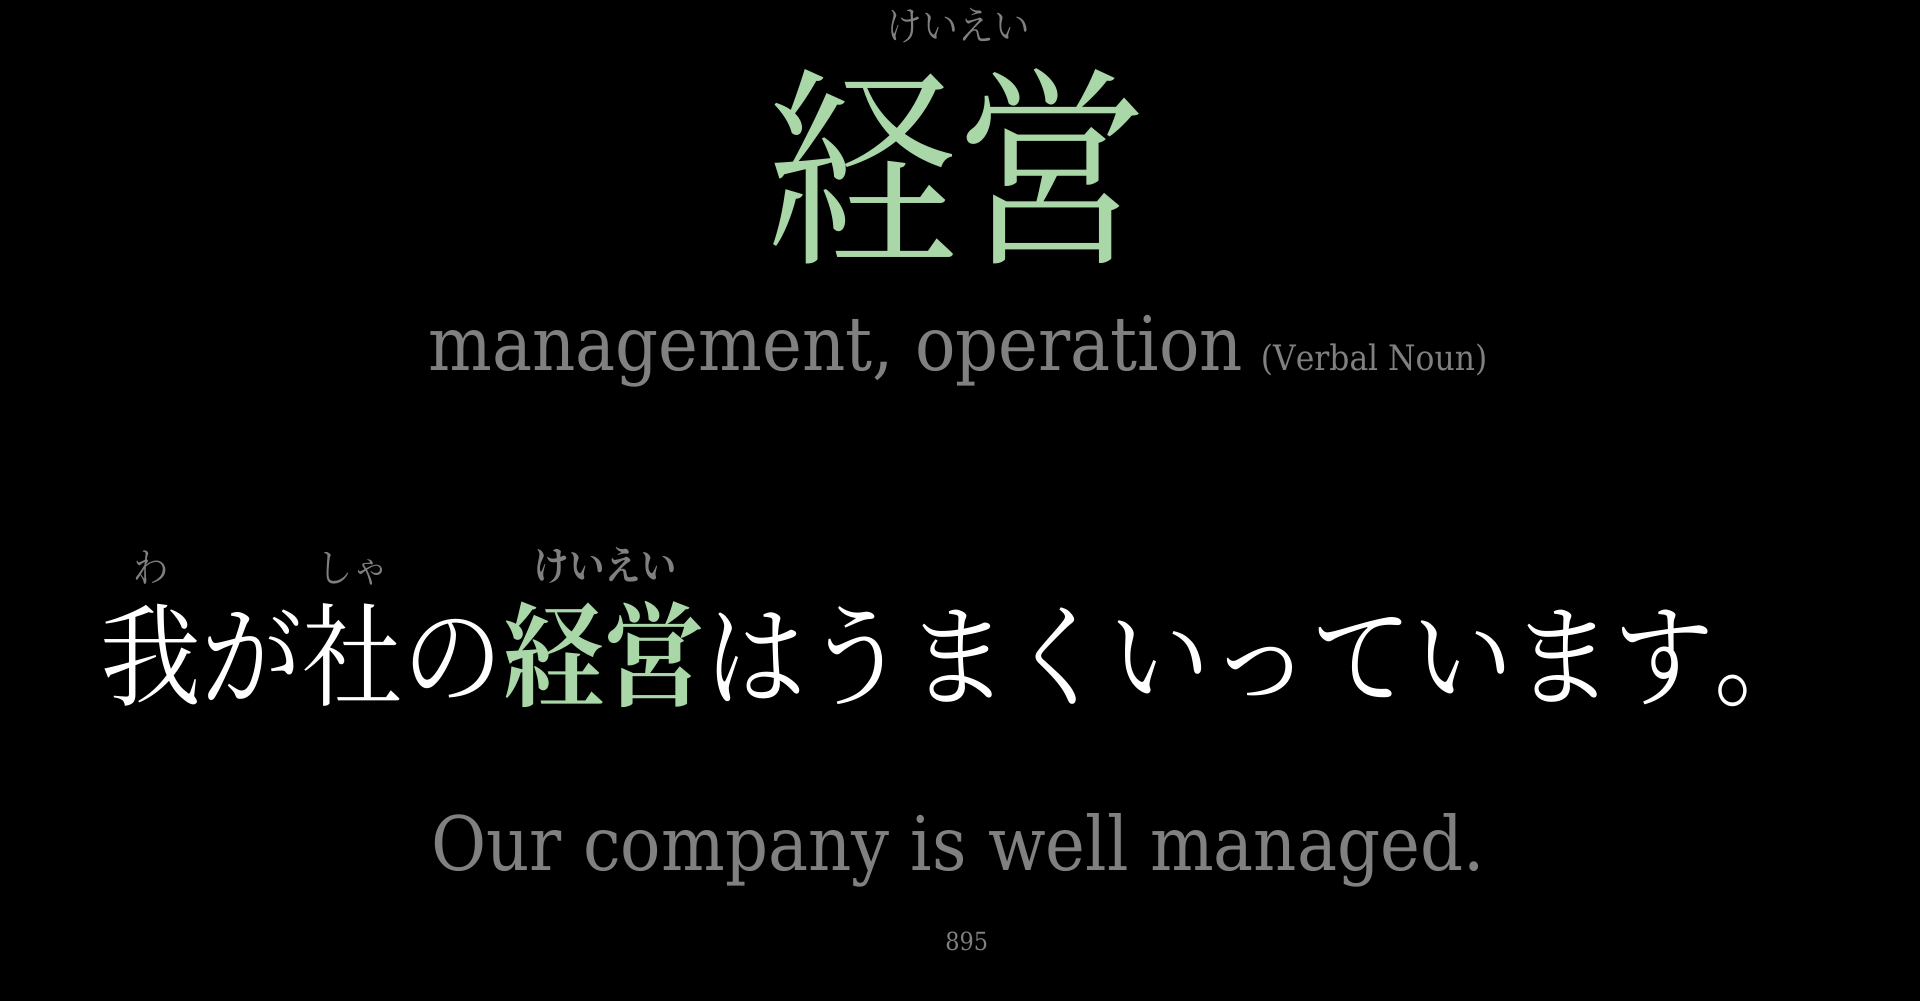 けいえい
経営
management, operation (Verbal Noun)
わ しゃ けいえい
我が社の経営はうまくいっています。
Our company is well managed.
895